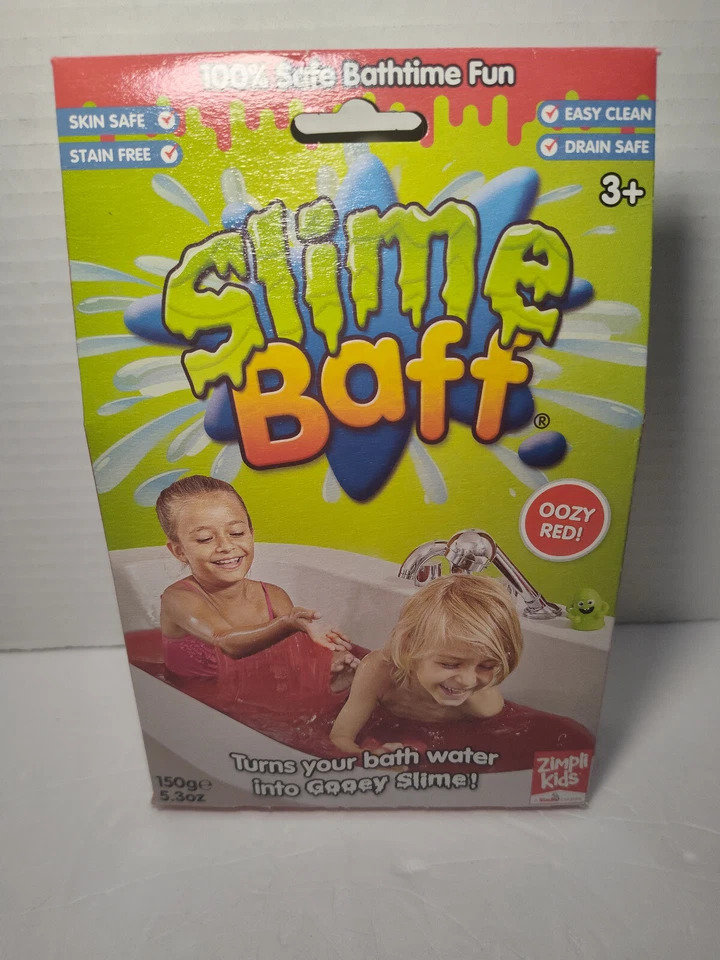 100% Safe Bathtime Fun
SKIN SAFE
STAIN FREE
EASY CLEAN
DRAIN SAFE
3+
Slime
Baff
®
OOZY
RED!
Turns your bath water
into Gooey Slime!
150g℮
5.3oz
Zimpli
Kids